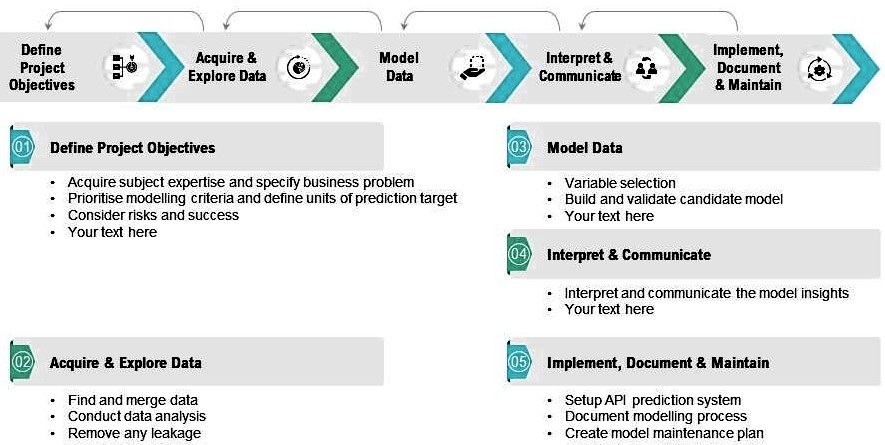 Define
Project
Objectives
Acquire &
Explore Data
Model
Data
Interpret &
Communicate
Implement,
Document
& Maintain
01 Define Project Objectives
• Acquire subject expertise and specify business problem
• Prioritise modelling criteria and define units of prediction target
• Consider risks and success
• Your text here
02 Acquire & Explore Data
• Find and merge data
• Conduct data analysis
• Remove any leakage
03 Model Data
• Variable selection
• Build and validate candidate model
• Your text here
04 Interpret & Communicate
• Interpret and communicate the model insights
• Your text here
05 Implement, Document & Maintain
• Setup API prediction system
• Document modelling process
• Create model maintenance plan